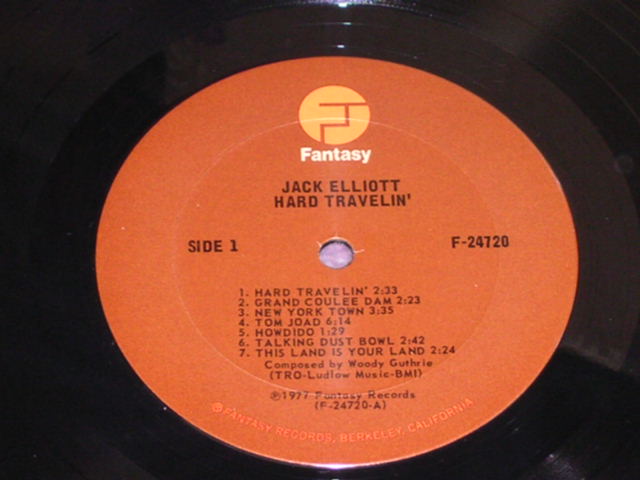 Fantasy
JACK ELLIOTT
HARD TRAVELIN'
SIDE 1
F-24720
1. HARD TRAVELIN' 2:33
2. GRAND COULEE DAM 2:23
3. NEW YORK TOWN 3:35
4. TOM JOAD 6:14
5. HOWDIDO 1:29
6. TALKING DUST BOWL 2:42
7. THIS LAND IS YOUR LAND 2:24
Composed by Woody Guthrie
(TRO-Ludlow Music-BMI)
℗1977 Fantasy Records
(F-24720-A)
℗ FANTASY RECORDS, BERKELEY, CALIFORNIA